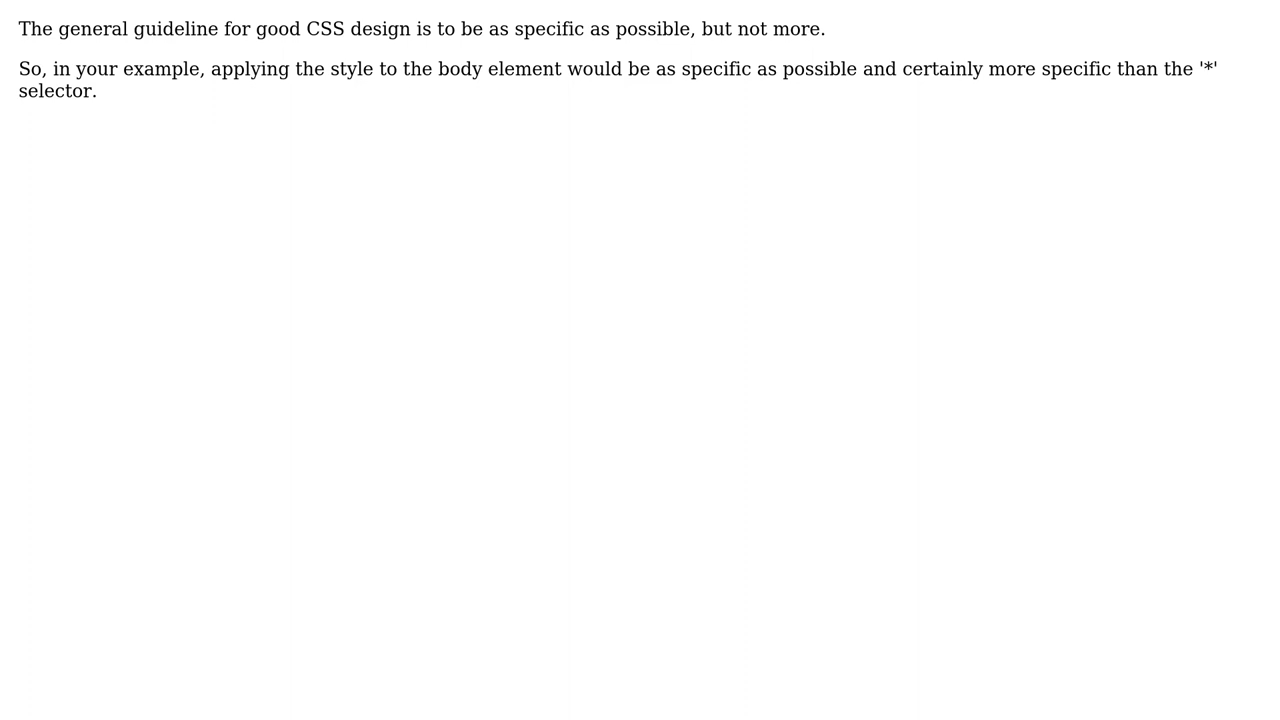 The general guideline for good CSS design is to be as specific as possible, but not more.
So, in your example, applying the style to the body element would be as specific as possible and certainly more specific than the '*'
selector.